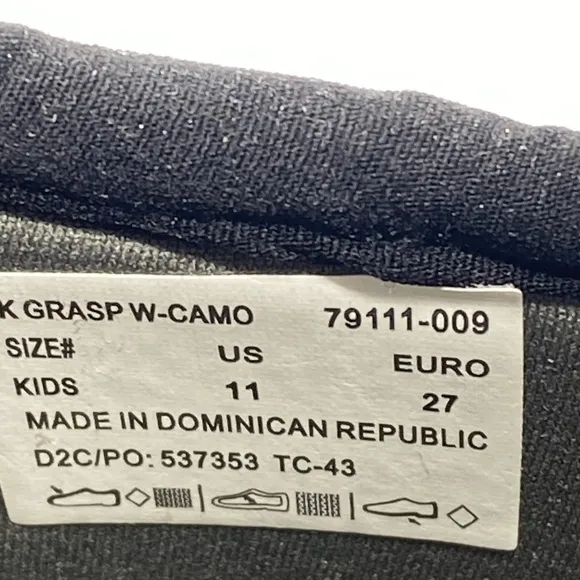 K GRASP W-CAMO 79111-009
SIZE# US EURO
KIDS 11 27
MADE IN DOMINICAN REPUBLIC
D2C/PO: 537353 TC-43